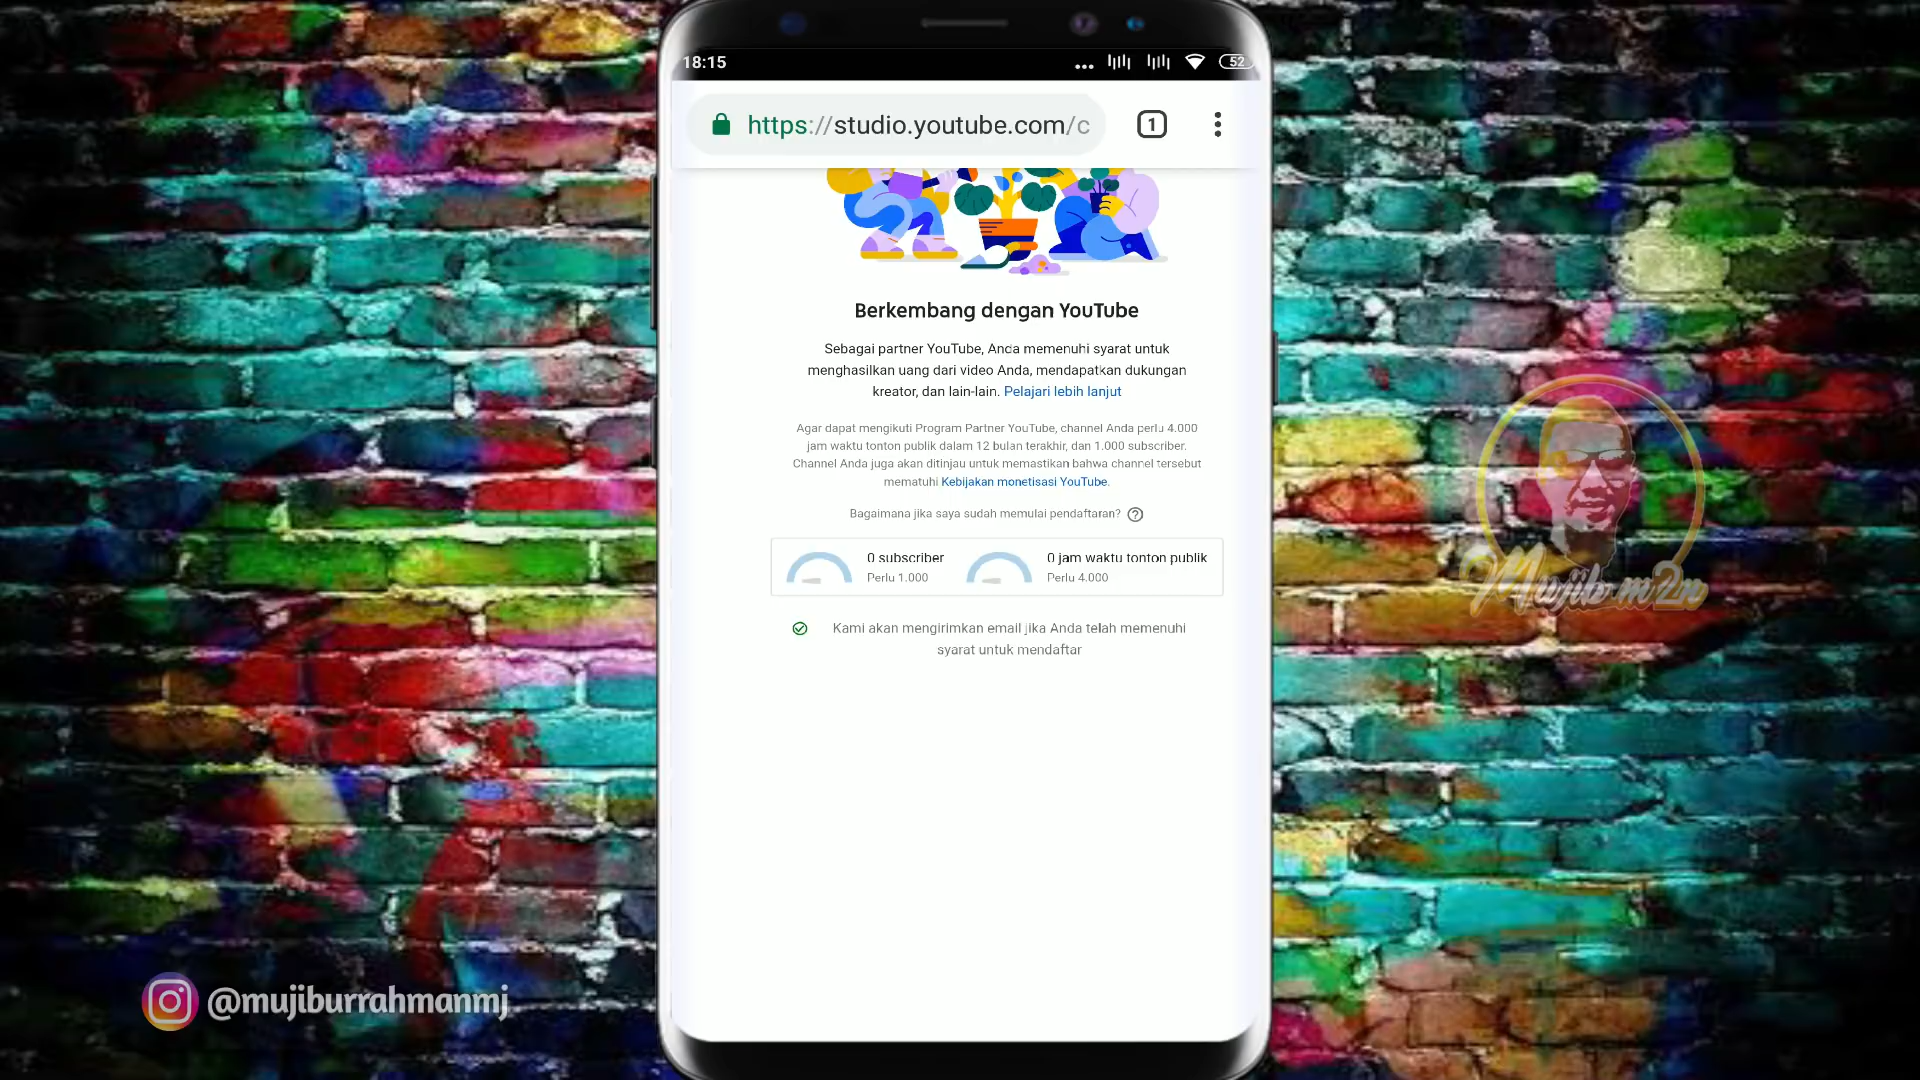 18:15
52
https://studio.youtube.com/c
1
Berkembang dengan YouTube
Sebagai partner YouTube, Anda memenuhi syarat untuk
menghasilkan uang dari video Anda, mendapatkan dukungan
kreator, dan lain-lain. Pelajari lebih lanjut
Agar dapat mengikuti Program Partner YouTube, channel Anda perlu 4.000
jam waktu tonton publik dalam 12 bulan terakhir, dan 1.000 subscriber.
Channel Anda juga akan ditinjau untuk memastikan bahwa channel tersebut
mematuhi Kebijakan monetisasi YouTube.
Bagaimana jika saya sudah memulai pendaftaran? ?
0 subscriber
Perlu 1.000
0 jam waktu tonton publik
Perlu 4.000
Kami akan mengirimkan email jika Anda telah memenuhi
syarat untuk mendaftar
Mujib m2n
@mujiburrahmanmj